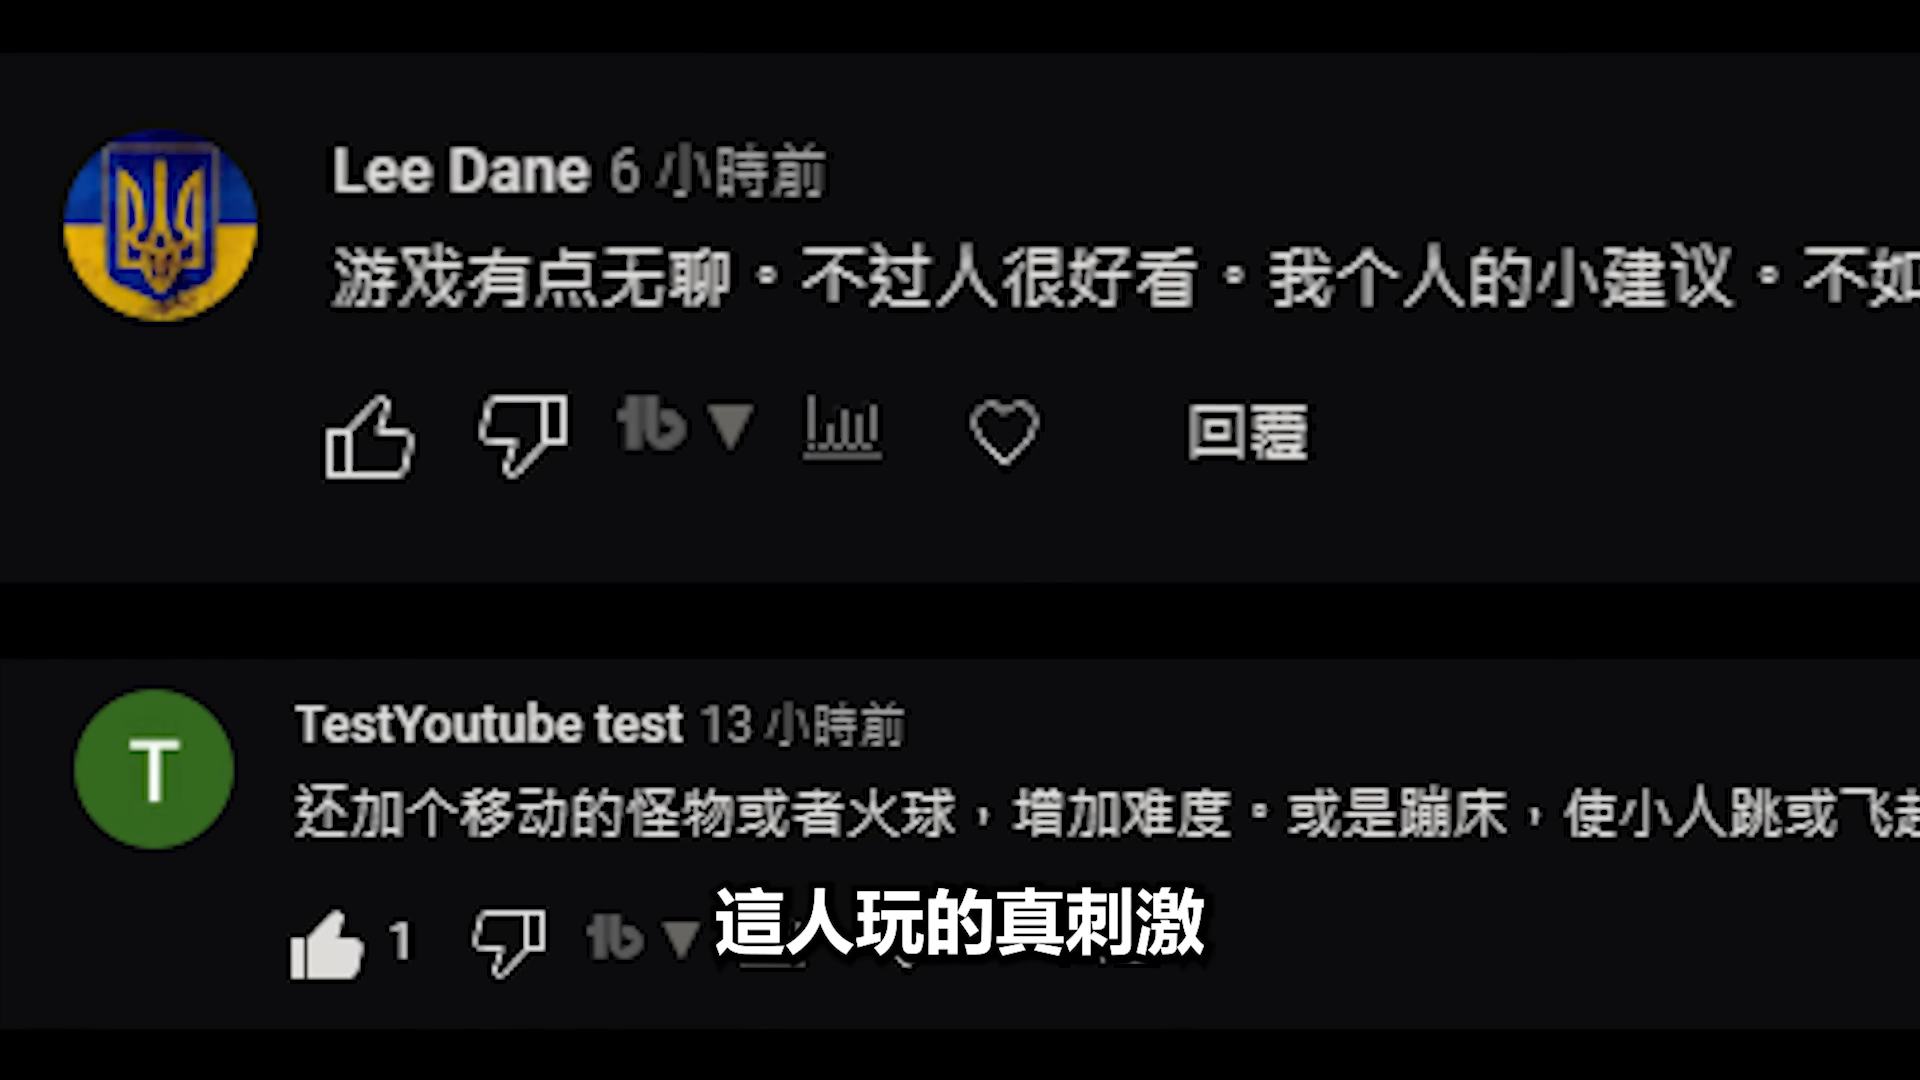 Lee Dane 6 小時前
游戏有点无聊。不过人很好看。我个人的小建议。不如
回覆
T
TestYoutube test 13 小時前
还加个移动的怪物或者火球，增加难度。或是蹦床，使小人跳或飞起
1
這人玩的真刺激